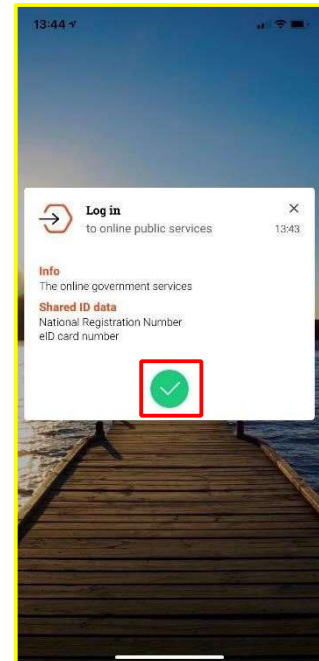 13:44
Log in
to online public services
13:43
Info
The online government services
Shared ID data
National Registration Number
eID card number